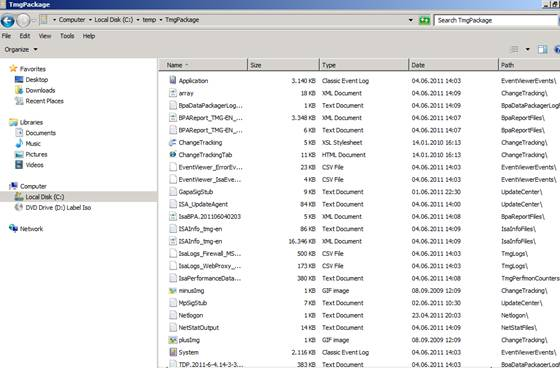 TmgPackage
Computer Local Disk (C:) temp TmgPackage Search TmgPackage
File Edit View Tools Help
Organize
Favorites
Desktop
Downloads
Recent Places
Libraries
Documents
Music
Pictures
Videos
Computer
Local Disk (C:)
DVD Drive (D:) Label Iso
Network
Name Size Type Date Path
Application 3.140 KB Classic Event Log 04.06.2011 14:03 EventViewerEvents\
array 18 KB XML Document 04.06.2011 14:03 ChangeTracking\
BpaDataPackagerLog... 1 KB Text Document 04.06.2011 14:09 BpaDataPackagerLog\
BPAReport_TMG-EN_... 3.348 KB XML Document 04.06.2011 14:07 BpaReportFiles\
BPAReport_TMG-EN_... 6 KB Text Document 04.06.2011 14:07 BpaReportFiles\
ChangeTracking 5 KB XSL Stylesheet 14.01.2010 16:13 ChangeTracking\
ChangeTrackingTab 11 KB HTML Document 14.01.2010 16:13 ChangeTracking\
EventViewer_ErrorEv... 23 KB CSV File 04.06.2011 14:03 EventViewerEvents\
EventViewer_IsaEve... 4 KB CSV File 04.06.2011 14:03 EventViewerEvents\
GapaSigStub 9 KB Text Document 01.06.2011 22:30 UpdateCenter\
ISA_UpdateAgent 84 KB Text Document 04.06.2011 14:09 UpdateCenter\
IsaBPA.201106040203 5 KB Text Document 04.06.2011 14:08 BpaReportFiles\
ISAInfo_tmg-en 86 KB Text Document 04.06.2011 14:09 IsaInfoFiles\
ISAInfo_tmg-en 16.346 KB XML Document 04.06.2011 14:09 IsaInfoFiles\
IsaLogs_Firewall_MS... 500 KB CSV File 04.06.2011 14:03 TmgLogs\
IsaLogs_WebProxy_... 173 KB CSV File 04.06.2011 14:03 TmgLogs\
IsaPerformanceData... 380 KB Text Document 04.06.2011 14:03 TmgPerfmonCounters
minusImg 1 KB GIF image 08.09.2009 12:09 ChangeTracking\
MpSigStub 7 KB Text Document 02.06.2011 10:30 UpdateCenter\
Netlogon 1 KB Text Document 23.04.2011 20:03 Netlogon\
NetStatOutput 14 KB Text Document 04.06.2011 14:09 NetStatFiles\
plusImg 1 KB GIF image 08.09.2009 12:09 ChangeTracking\
System 2.116 KB Classic Event Log 04.06.2011 14:03 EventViewerEvents\
TDP.2011-6-4.14-3-3... 383 KB Text Document 04.06.2011 14:09 BpaDataPackagerLog\